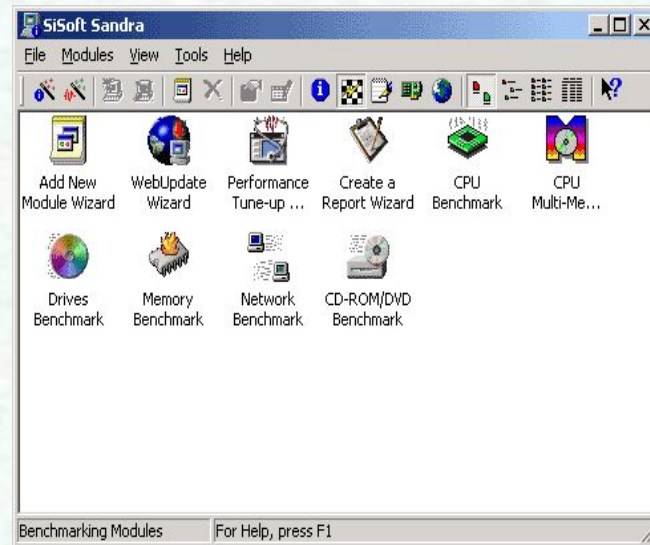 SiSoft Sandra
File Modules View Tools Help
Add New Module Wizard
WebUpdate Wizard
Performance Tune-up ...
Create a Report Wizard
CPU Benchmark
CPU Multi-Me...
Drives Benchmark
Memory Benchmark
Network Benchmark
CD-ROM/DVD Benchmark
Benchmarking Modules
For Help, press F1